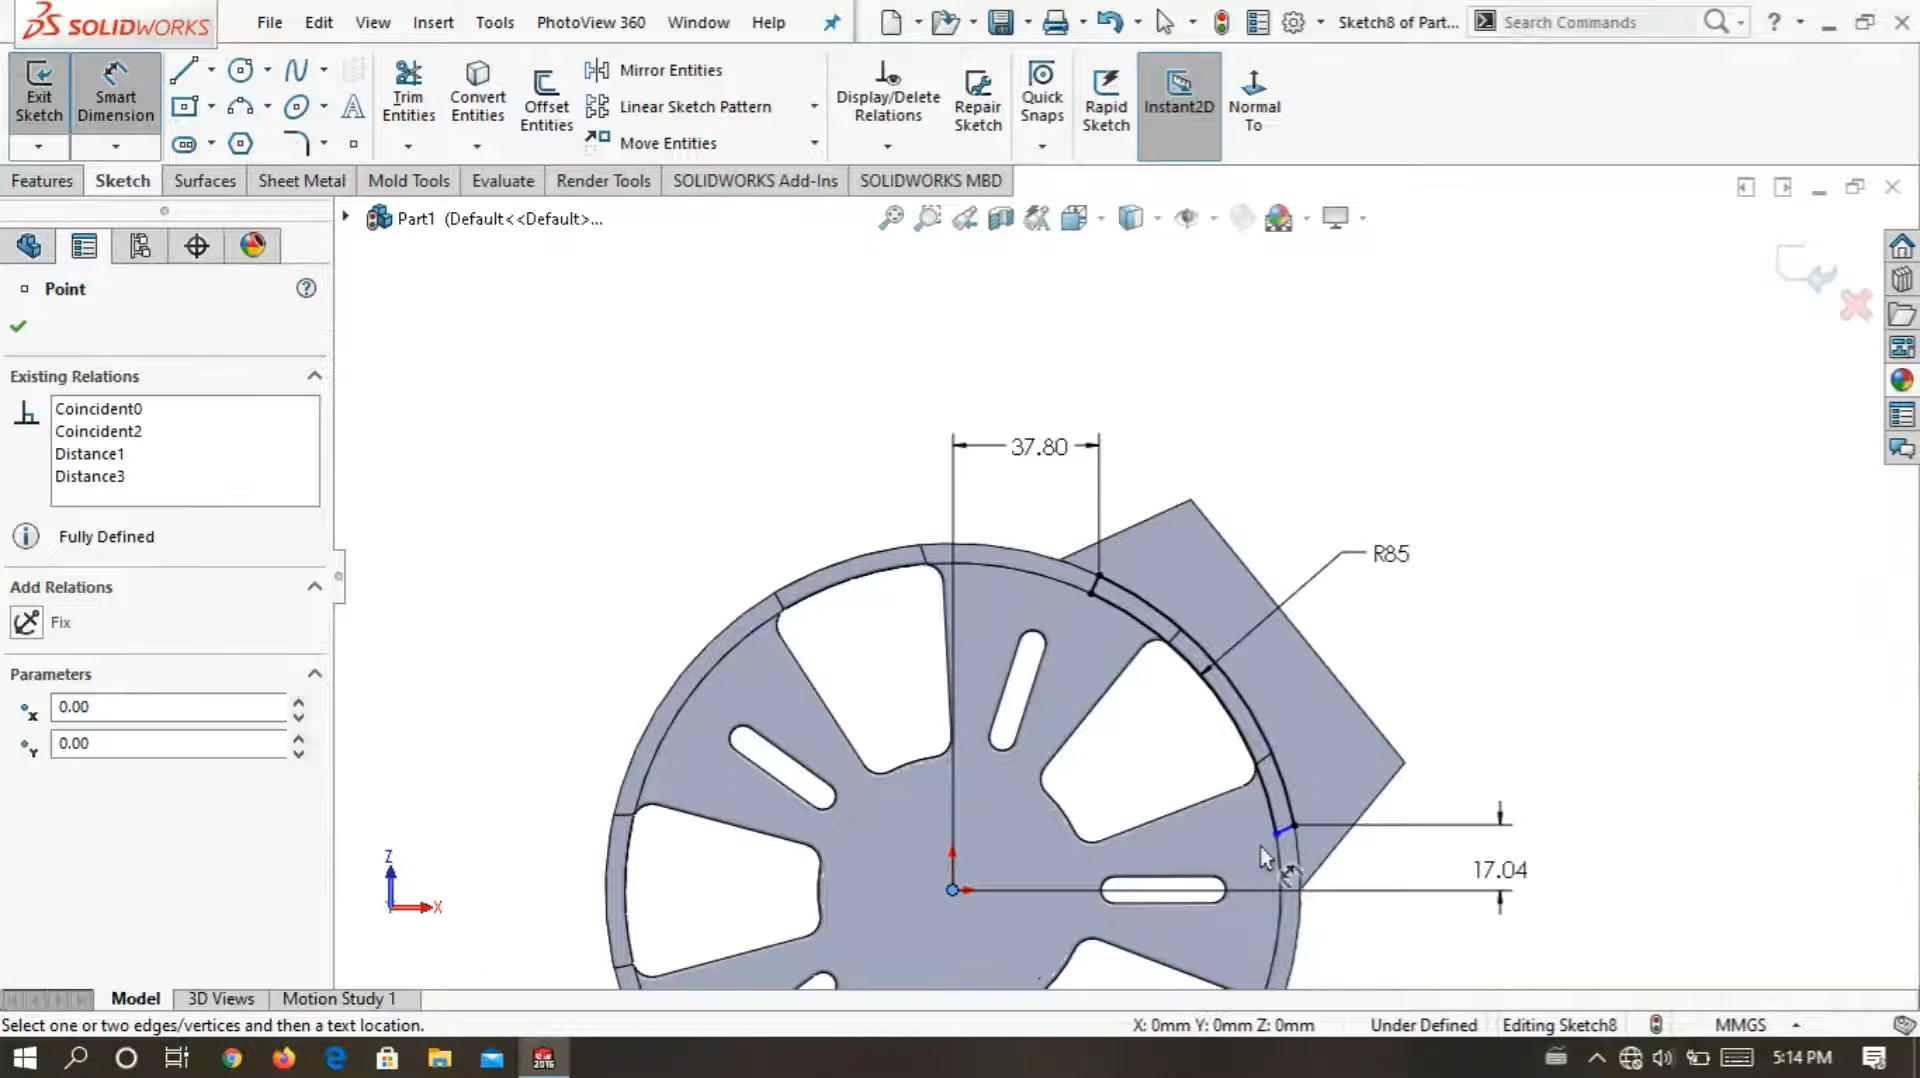 SOLIDWORKS
File Edit View Insert Tools PhotoView 360 Window Help
Sketch8 of Part...
Search Commands
?
Exit Sketch
Smart Dimension
Trim Entities
Convert Entities
Offset Entities
Mirror Entities
Linear Sketch Pattern
Move Entities
Display/Delete Relations
Repair Sketch
Quick Snaps
Rapid Sketch
Instant2D
Normal To
Features Sketch Surfaces Sheet Metal Mold Tools Evaluate Render Tools SOLIDWORKS Add-Ins SOLIDWORKS MBD
Part1 (Default<<Default>...
Point
?
Existing Relations
Coincident0
Coincident2
Distance1
Distance3
Fully Defined
Add Relations
Fix
Parameters
x 0.00
Y 0.00
37.80
R85
17.04
Z
X
Model 3D Views Motion Study 1
Select one or two edges/vertices and then a text location.
X: 0mm Y: 0mm Z: 0mm Under Defined Editing Sketch8 MMGS
SW 2016
5:14 PM